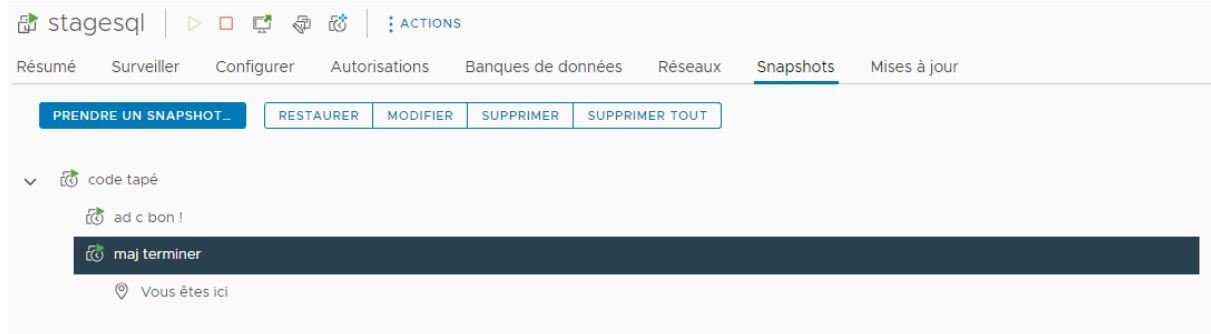 stagesql ACTIONS
Résumé Surveiller Configurer Autorisations Banques de données Réseaux Snapshots Mises à jour
PRENDRE UN SNAPSHOT... RESTAURER MODIFIER SUPPRIMER SUPPRIMER TOUT
code tapé
ad c bon !
maj terminer
Vous êtes ici